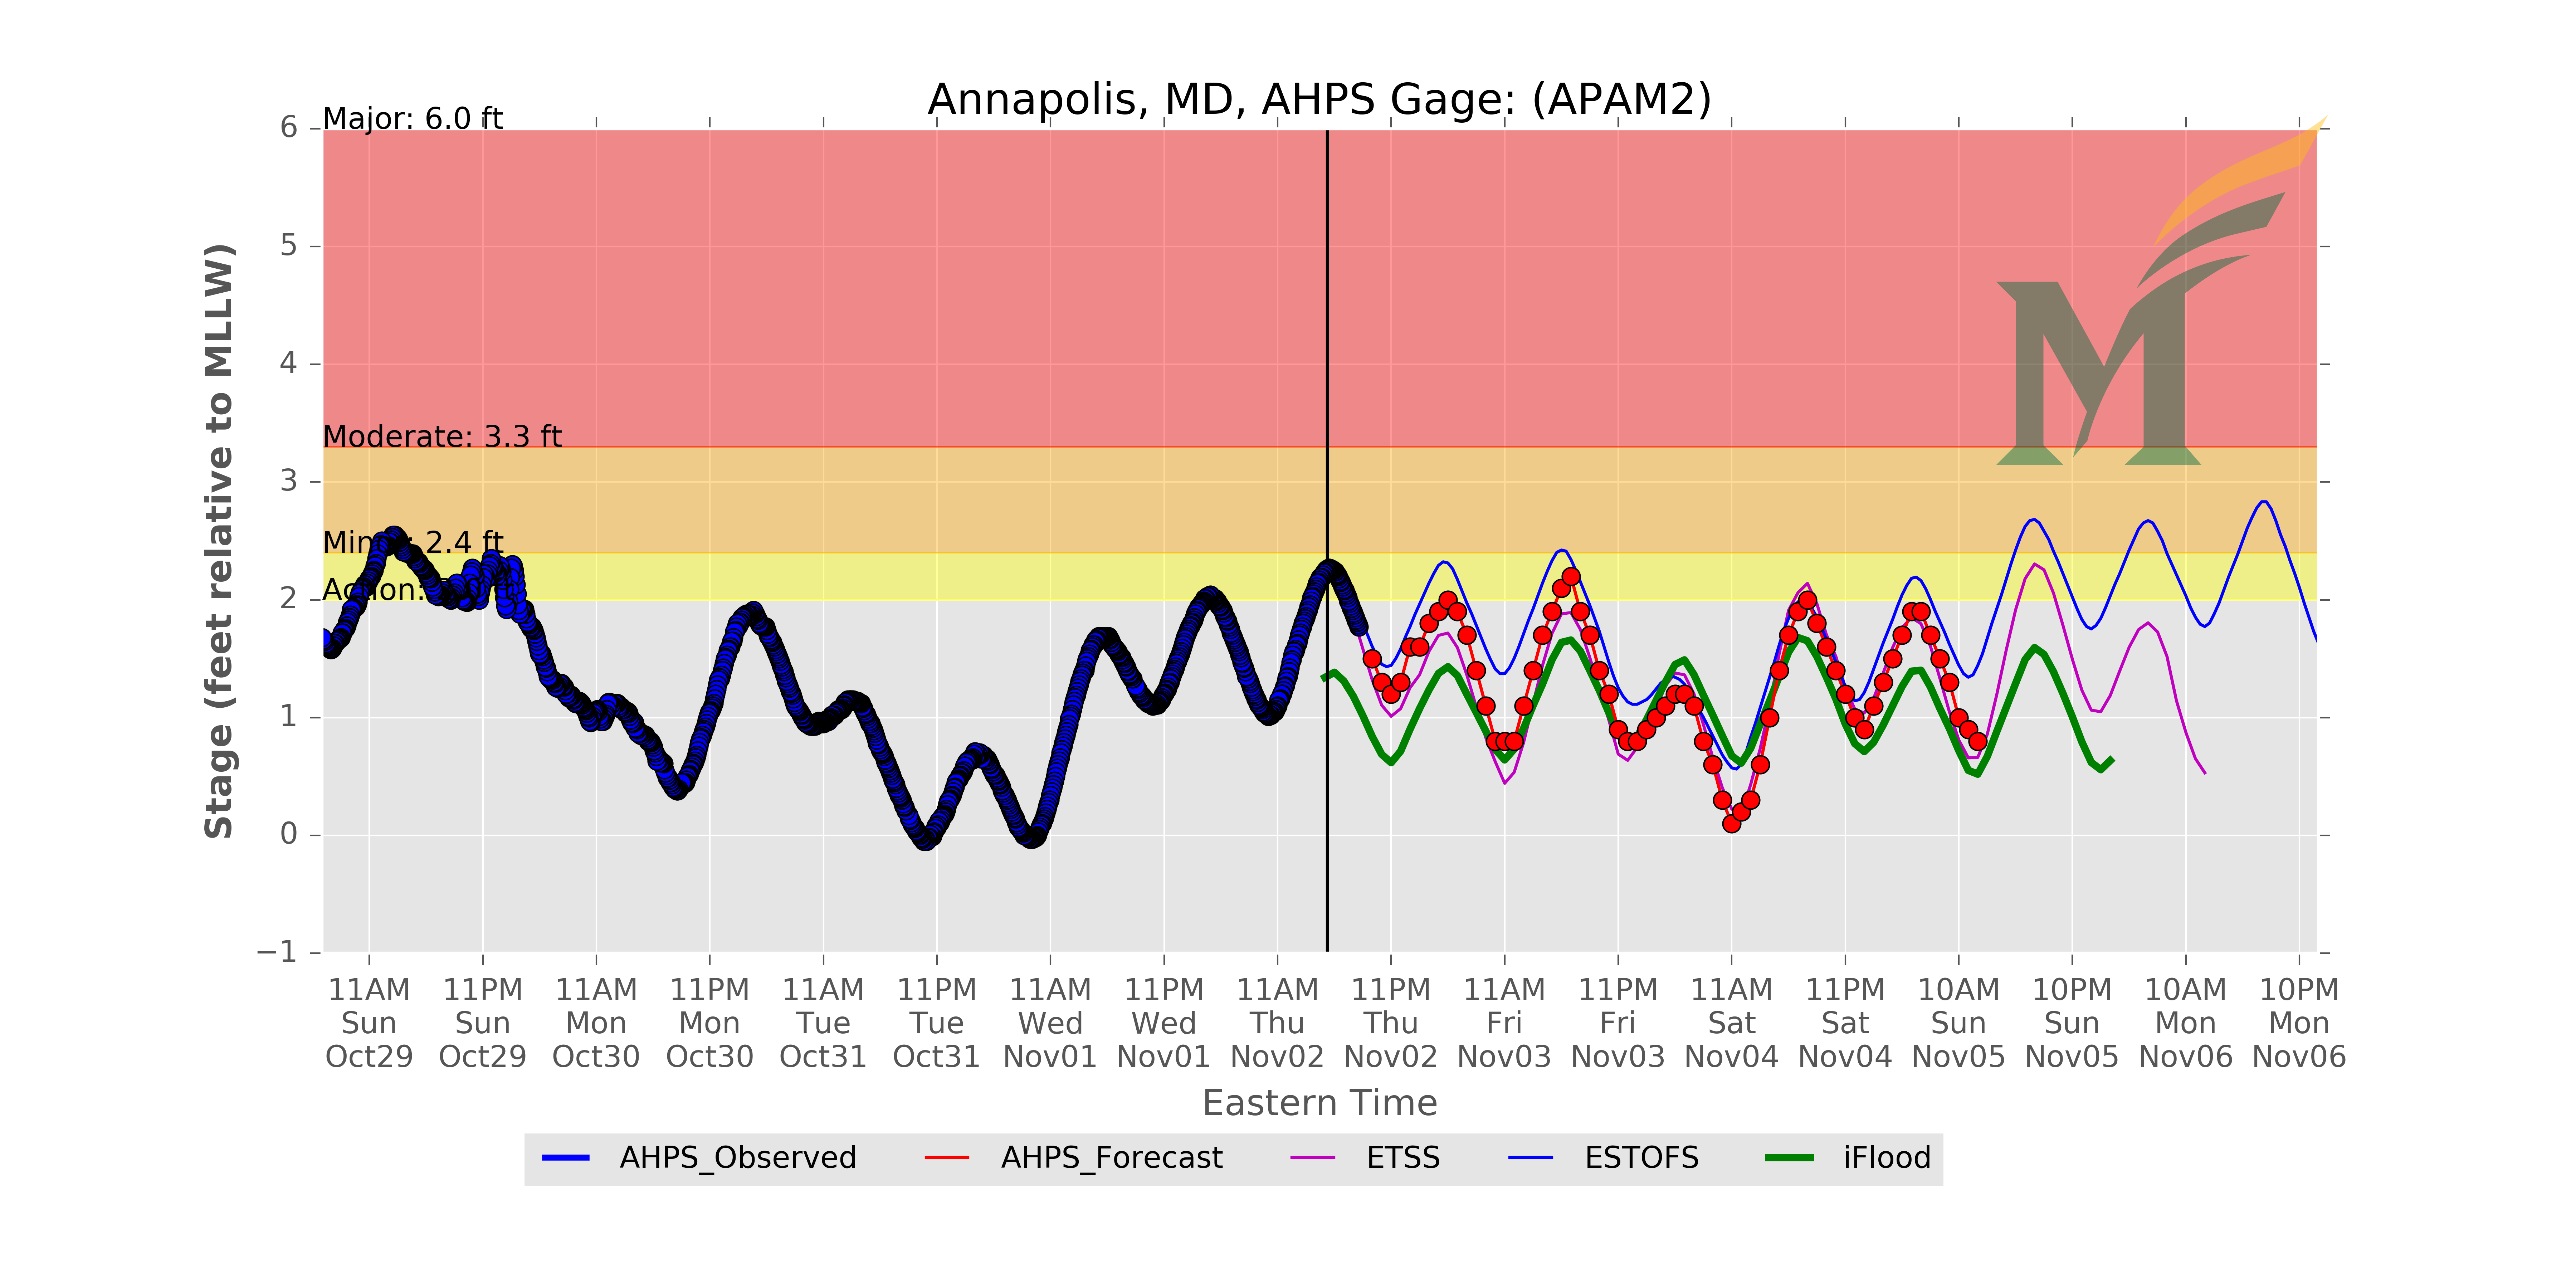 Annapolis, MD, AHPS Gage: (APAM2)
Major: 6.0 ft
Moderate: 3.3 ft
2.4 ft
Action:
Stage (feet relative to MLLW)
6
5
4
3
2
1
0
−1
11AM Sun Oct29
11PM Sun Oct29
11AM Mon Oct30
11PM Mon Oct30
11AM Tue Oct31
11PM Tue Oct31
11AM Wed Nov01
11PM Wed Nov01
11AM Thu Nov02
11PM Thu Nov02
11AM Fri Nov03
11PM Fri Nov03
11AM Sat Nov04
11PM Sat Nov04
10AM Sun Nov05
10PM Sun Nov05
10AM Mon Nov06
10PM Mon Nov06
Eastern Time
AHPS_Observed AHPS_Forecast ETSS ESTOFS iFlood